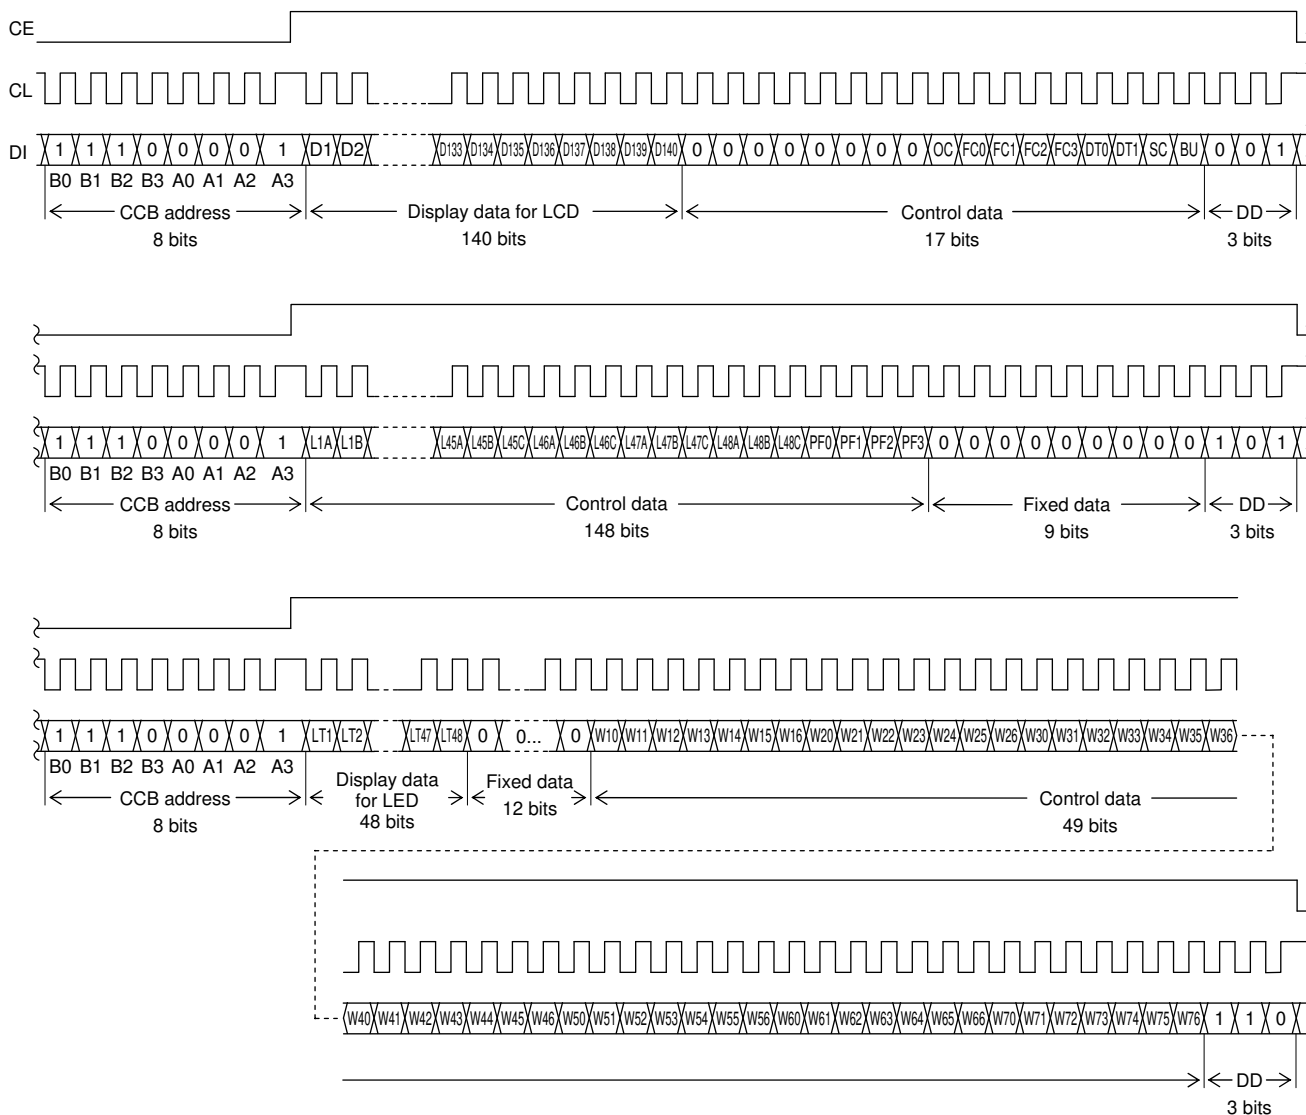 CE
CL
DI 1 1 1 0 0 0 0 1 D1 D2 D133 D134 D135 D136 D137 D138 D139 D140 0 0 0 0 0 0 0 0 OC FC0 FC1 FC2 FC3 DT0 DT1 SC BU 0 0 1
B0 B1 B2 B3 A0 A1 A2 A3
CCB address Display data for LCD Control data DD
8 bits 140 bits 17 bits 3 bits
1 1 1 0 0 0 0 1 L1A L1B L45A L45B L45C L46A L46B L46C L47A L47B L47C L48A L48B L48C PF0 PF1 PF2 PF3 0 0 0 0 0 0 0 0 0 1 0 1
B0 B1 B2 B3 A0 A1 A2 A3
CCB address Control data Fixed data DD
8 bits 148 bits 9 bits 3 bits
1 1 1 0 0 0 0 1 LT1 LT2 LT47 LT48 0 0... 0 W10 W11 W12 W13 W14 W15 W16 W20 W21 W22 W23 W24 W25 W26 W30 W31 W32 W33 W34 W35 W36
B0 B1 B2 B3 A0 A1 A2 A3
CCB address Display data for LED Fixed data Control data
8 bits 48 bits 12 bits 49 bits
W40 W41 W42 W43 W44 W45 W46 W50 W51 W52 W53 W54 W55 W56 W60 W61 W62 W63 W64 W65 W66 W70 W71 W72 W73 W74 W75 W76 1 1 0
DD
3 bits